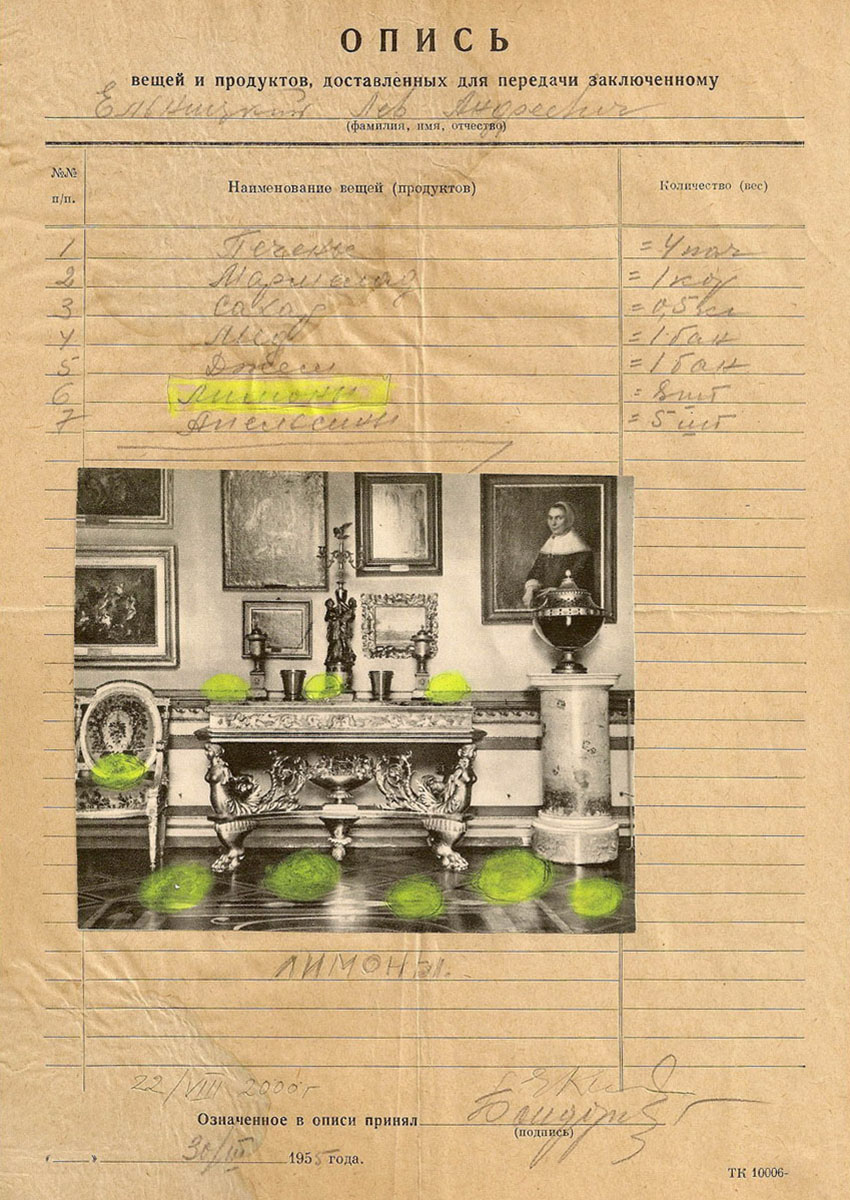 ОПИСЬ
вещей и продуктов, доставленных для передачи заключенному
Ельницкий Лев Андреевич
(фамилия, имя, отчество)
№№ п/п. Наименование вещей (продуктов) Количество (вес)
1 Печенье = 4 пач
2 Мармелад = 1 кг
3 Сахар = 0,5 кг
4 Мед = 1 бан
5 Джем = 1 бан
6 Лимоны = 8 шт
7 Апельсины = 5 шт
ЛИМОНЫ.
22/VIII 2000 г
Означенное в описи принял
(подпись)
« » 30/III 1955 года.
ТК 10006-